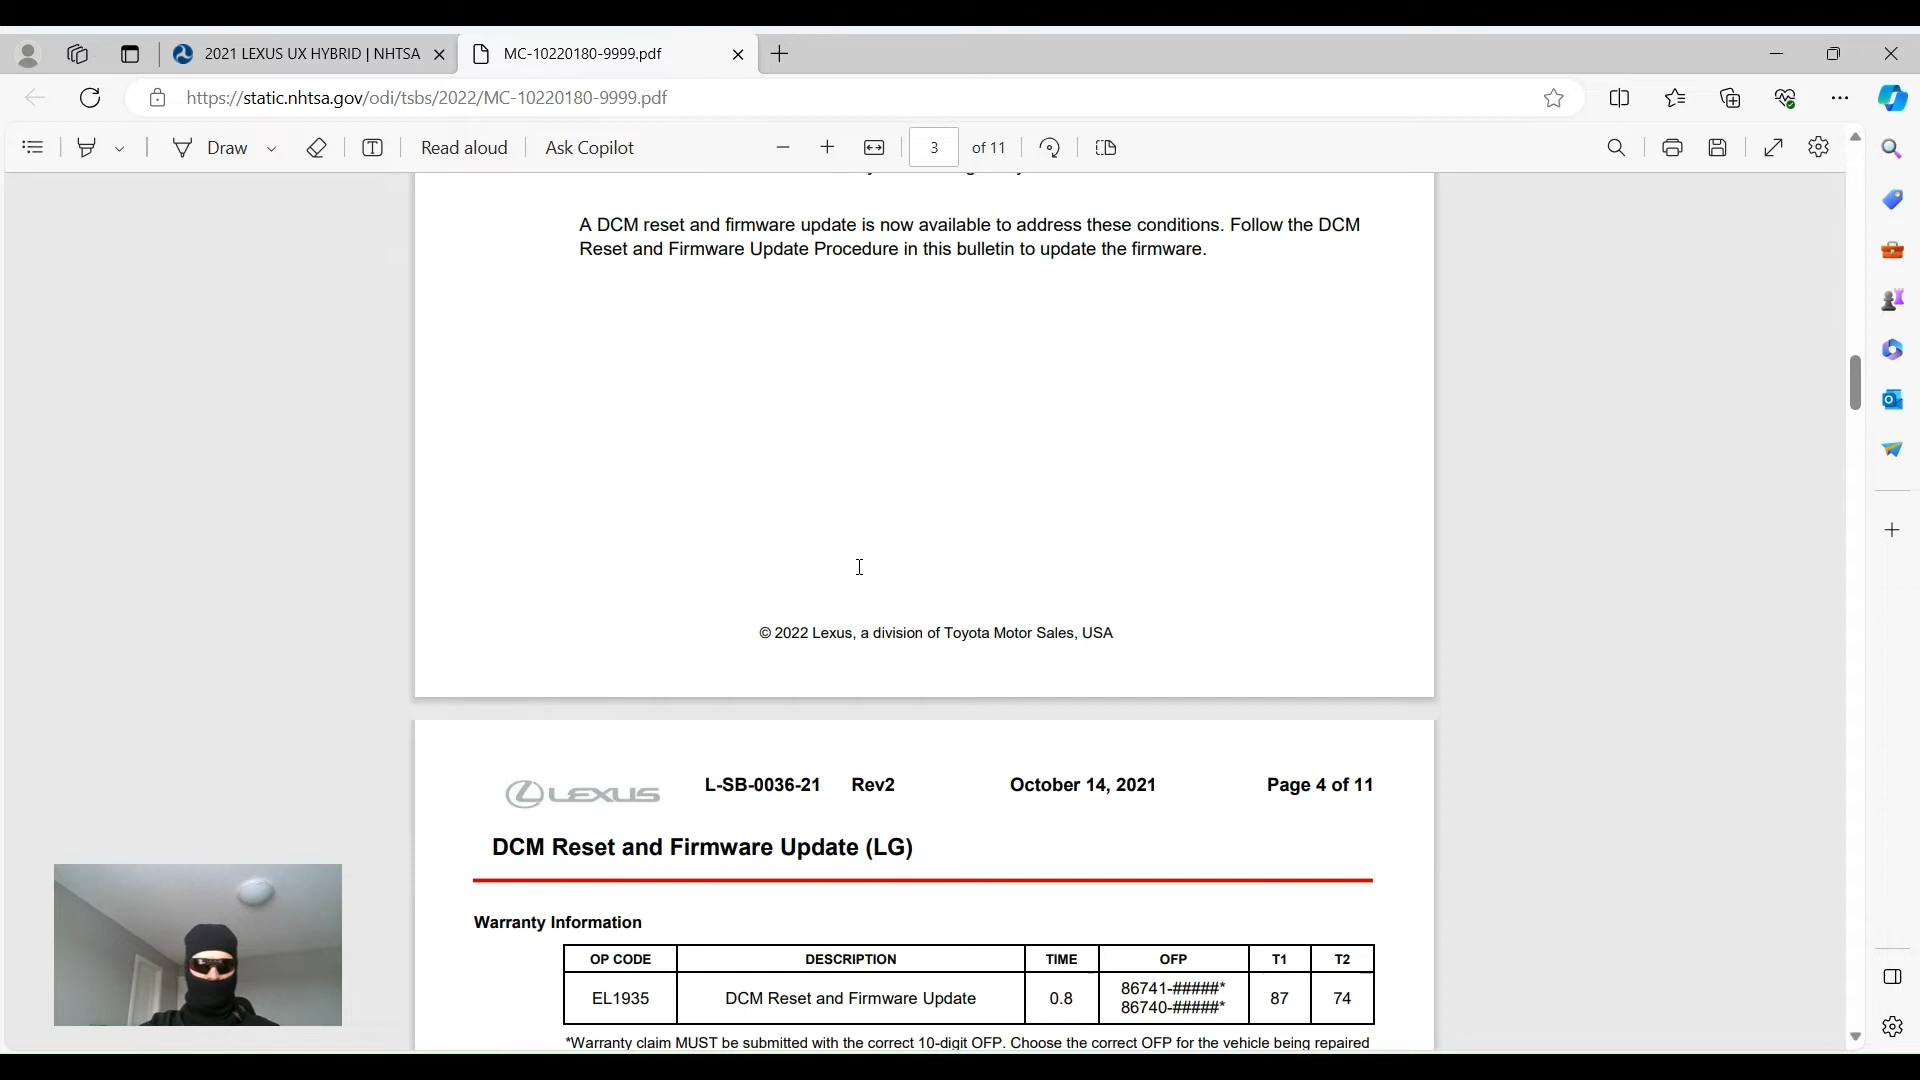 2021 LEXUS UX HYBRID | NHTSA
MC-10220180-9999.pdf
https://static.nhtsa.gov/odi/tsbs/2022/MC-10220180-9999.pdf
Draw
Read aloud
Ask Copilot
3 of 11
A DCM reset and firmware update is now available to address these conditions. Follow the DCM
Reset and Firmware Update Procedure in this bulletin to update the firmware.
© 2022 Lexus, a division of Toyota Motor Sales, USA
LEXUS L-SB-0036-21 Rev2 October 14, 2021 Page 4 of 11
DCM Reset and Firmware Update (LG)
Warranty Information
OP CODE DESCRIPTION TIME OFP T1 T2
EL1935 DCM Reset and Firmware Update 0.8 86741-#####* 87 74
86740-#####*
*Warranty claim MUST be submitted with the correct 10-digit OFP. Choose the correct OFP for the vehicle being repaired